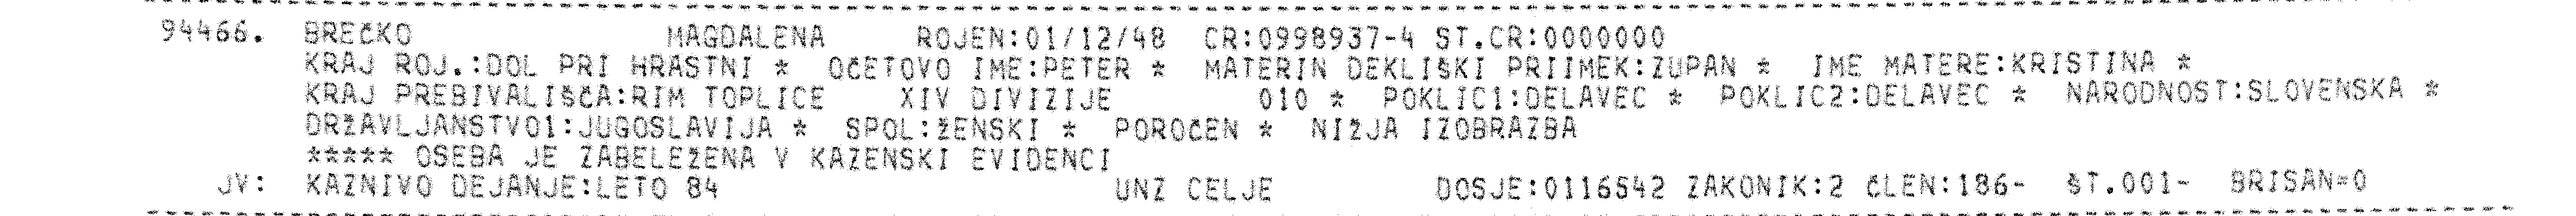 94466. BREČKO MAGDALENA ROJEN:01/12/48 CR:0998937-4 ST.CR:0000000
KRAJ ROJ.:DOL PRI HRASTNI * OČETOVO IME:PETER * MATERIN DEKLIŠKI PRIIMEK:ZUPAN * IME MATERE:KRISTINA *
KRAJ PREBIVALIŠČA:RIM TOPLICE XIV DIVIZIJE 010 * POKLIC1:DELAVEC * POKLIC2:DELAVEC * NARODNOST:SLOVENSKA *
DRŽAVLJANSTVO1:JUGOSLAVIJA * SPOL:ŽENSKI * POROČEN * NIŽJA IZOBRAZBA
***** OSEBA JE ZABELEŽENA V KAZENSKI EVIDENCI
JV: KAZNIVO DEJANJE:LETO 84 UNZ CELJE DOSJE:0116542 ZAKONIK:2 ČLEN:186- ŠT.001- BRISAN=0